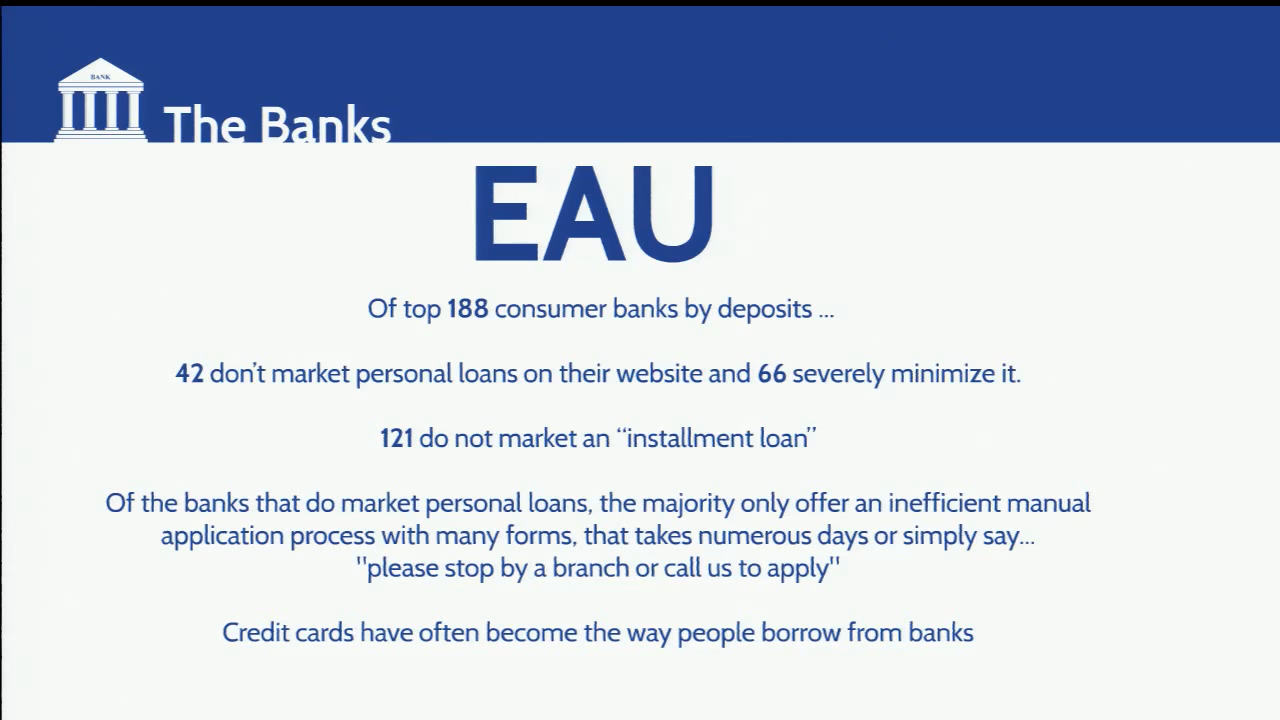 BANK
The Banks
EAU
Of top 188 consumer banks by deposits ...
42 don't market personal loans on their website and 66 severely minimize it.
121 do not market an “installment loan”
Of the banks that do market personal loans, the majority only offer an inefficient manual
application process with many forms, that takes numerous days or simply say...
"please stop by a branch or call us to apply"
Credit cards have often become the way people borrow from banks